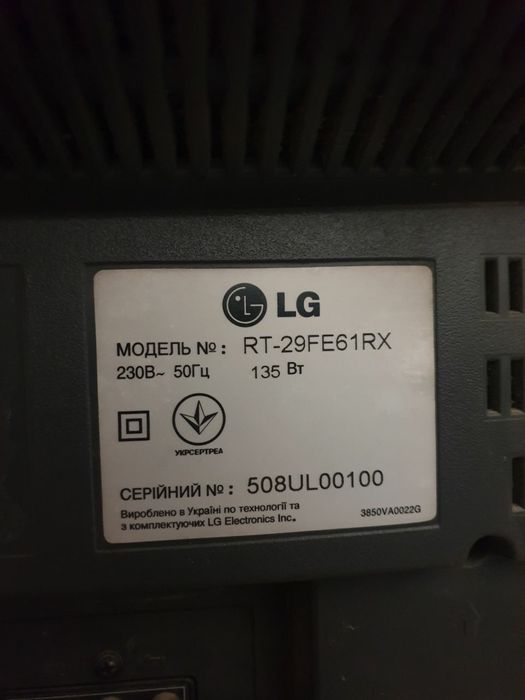 LG
МОДЕЛЬ №: RT-29FE61RX
230В~ 50Гц 135 Вт
УКРСЕРТРЕА
СЕРІЙНИЙ №: 508UL00100
Вироблено в Україні по технології та
з комплектуючих LG Electronics Inc.
3850VA0022G